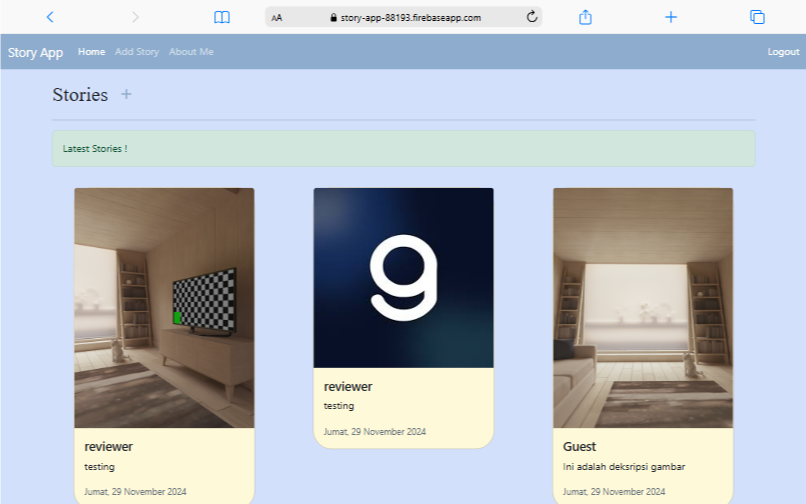 AA story-app-88193.firebaseapp.com
Story App Home Add Story About Me Logout
Stories +
Latest Stories !
g
reviewer
testing
Jumat, 29 November 2024
reviewer
testing
Jumat, 29 November 2024
Guest
Ini adalah deksripsi gambar
Jumat, 29 November 2024